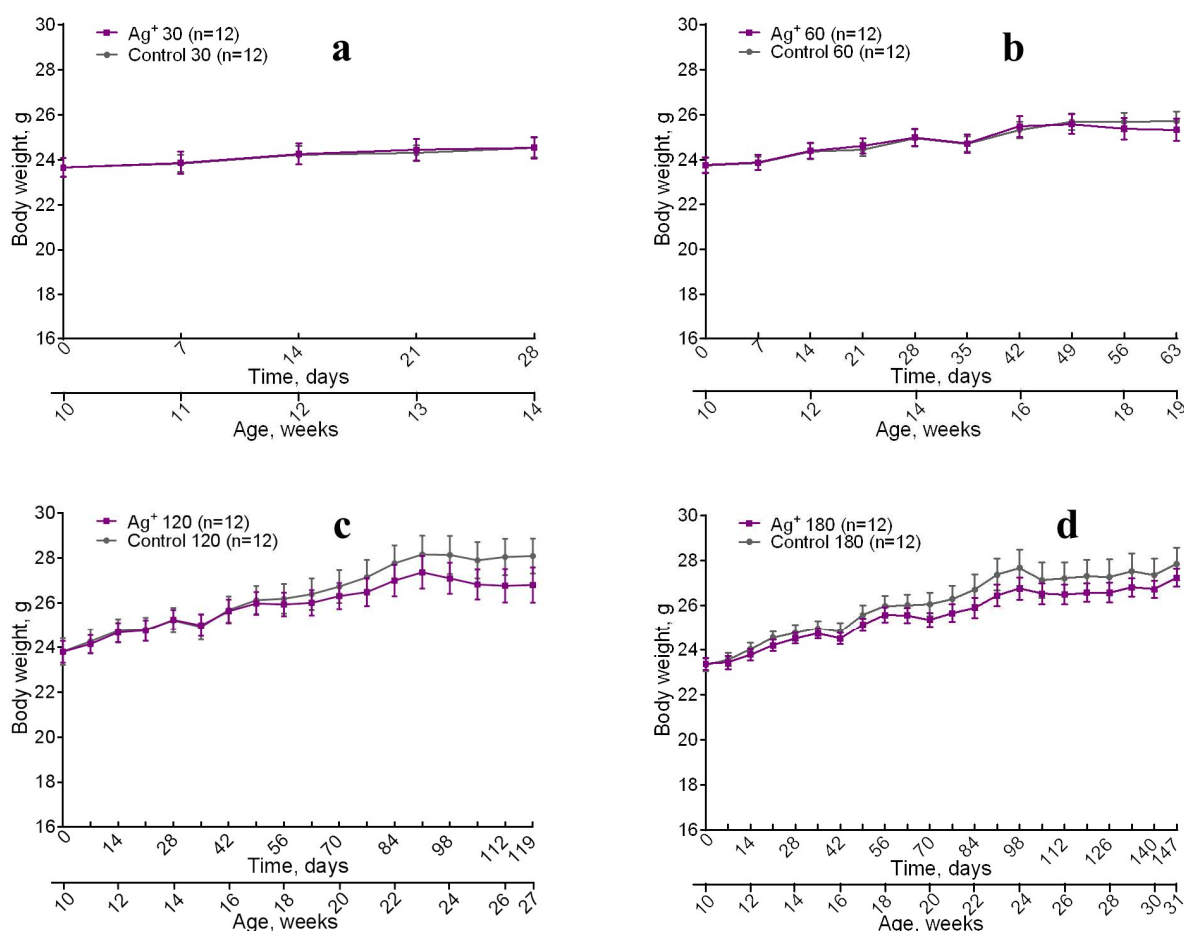 a
Ag⁺ 30 (n=12)
Control 30 (n=12)
Body weight, g
30
28
26
24
22
20
18
16
0 7 14 21 28
Time, days
10 11 12 13 14
Age, weeks
b
Ag⁺ 60 (n=12)
Control 60 (n=12)
Body weight, g
30
28
26
24
22
20
18
16
0 7 14 21 28 35 42 49 56 63
Time, days
10 12 14 16 18 19
Age, weeks
c
Ag⁺ 120 (n=12)
Control 120 (n=12)
Body weight, g
30
28
26
24
22
20
18
16
0 14 28 42 56 70 84 98 112 119
Time, days
10 12 14 16 18 20 22 24 26 27
Age, weeks
d
Ag⁺ 180 (n=12)
Control 180 (n=12)
Body weight, g
30
28
26
24
22
20
18
16
0 14 28 42 56 70 84 98 112 126 140 147
Time, days
10 12 14 16 18 20 22 24 26 28 30 31
Age, weeks